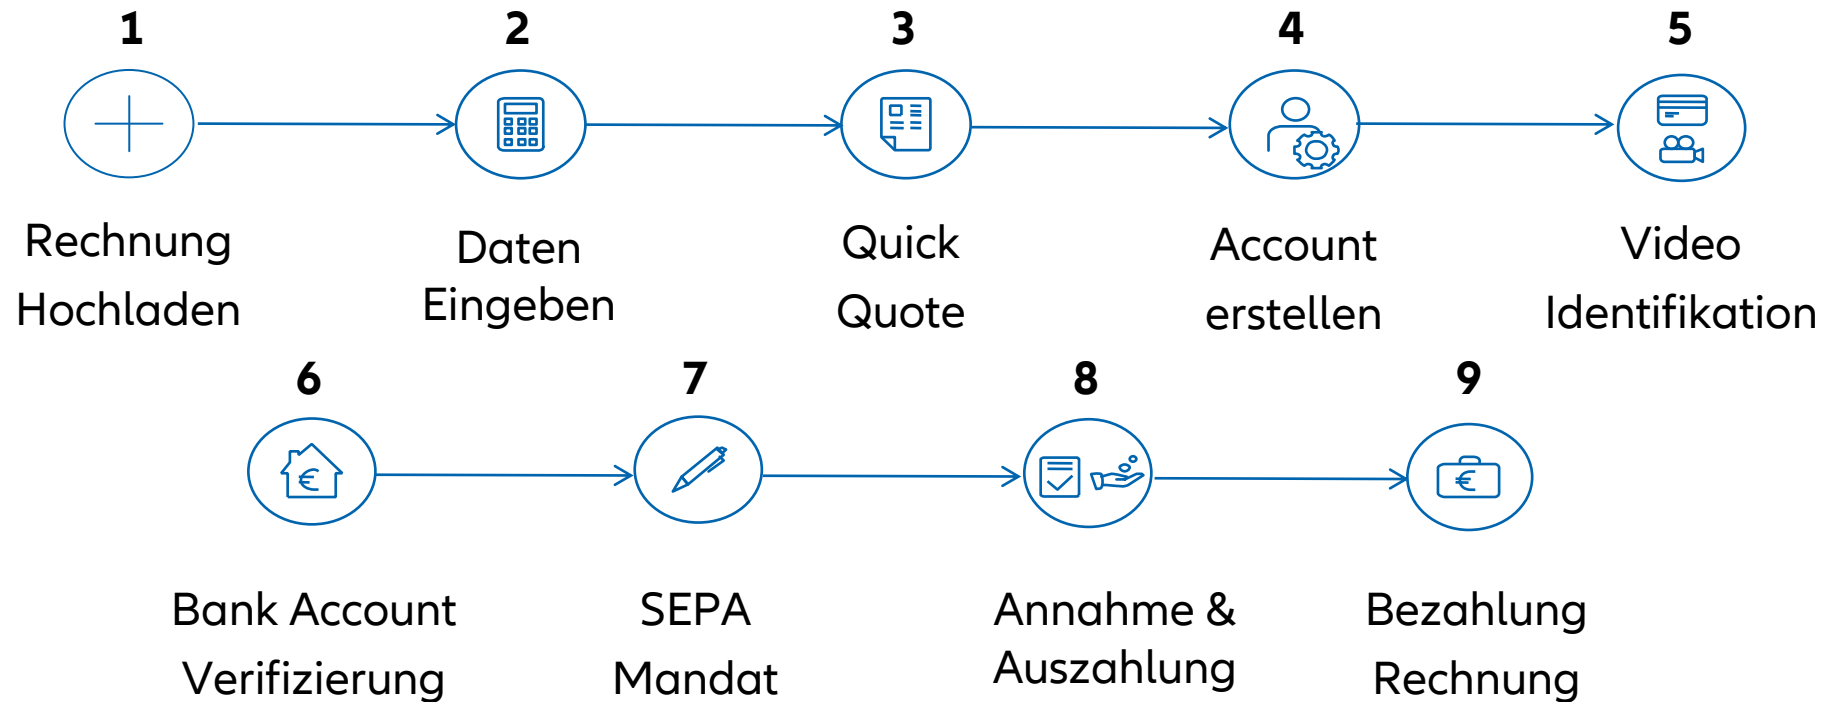 1
2
3
4
5
Rechnung
Hochladen
Daten
Eingeben
Quick
Quote
Account
erstellen
Video
Identifikation
6
7
8
9
€
€
Bank Account
Verifizierung
SEPA
Mandat
Annahme &
Auszahlung
Bezahlung
Rechnung